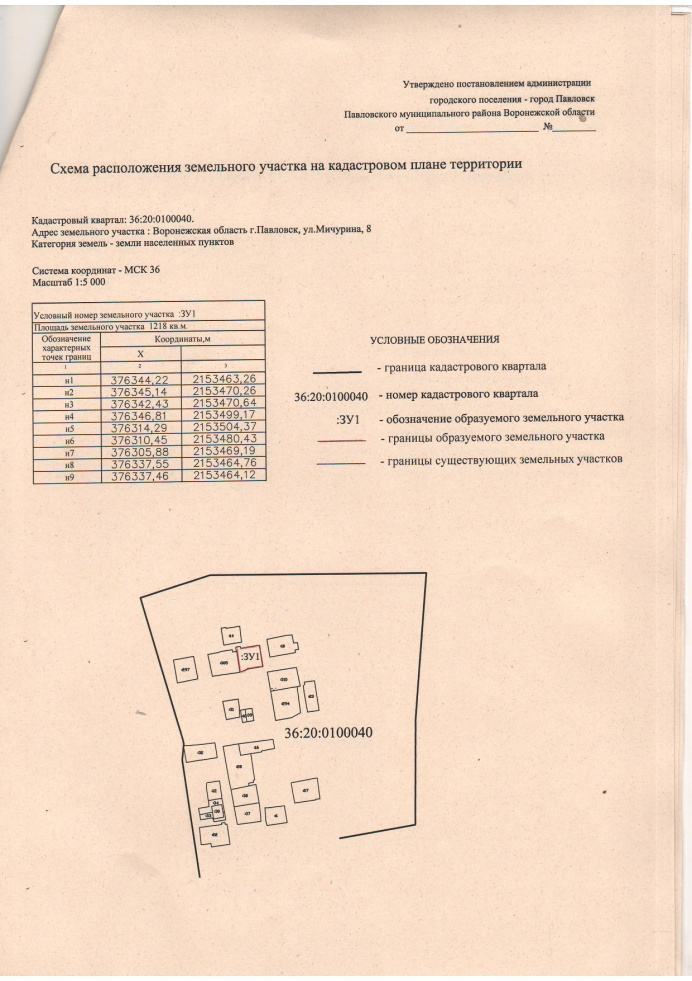 Утверждено постановлением администрации
городского поселения - город Павловск
Павловского муниципального района Воронежской области
от №
Схема расположения земельного участка на кадастровом плане территории
Кадастровый квартал: 36:20:0100040.
Адрес земельного участка : Воронежская область г.Павловск, ул.Мичурина, 8
Категория земель - земли населенных пунктов
Система координат - МСК 36
Масштаб 1:5 000
Условный номер земельного участка :ЗУ1
Площадь земельного участка 1218 кв.м.
Обозначение характерных точек границ
Координаты,м
X
1 2 3
н1 376344,22 2153463,26
н2 376345,14 2153470,26
н3 376342,43 2153470,64
н4 376346,81 2153499,17
н5 376314,29 2153504,37
н6 376310,45 2153480,43
н7 376305,88 2153469,19
н8 376337,55 2153464,76
н9 376337,46 2153464,12
УСЛОВНЫЕ ОБОЗНАЧЕНИЯ
- граница кадастрового квартала
36:20:0100040 - номер кадастрового квартала
:ЗУ1 - обозначение образуемого земельного участка
- границы образуемого земельного участка
- границы существующих земельных участков
:ЗУ1
36:20:0100040